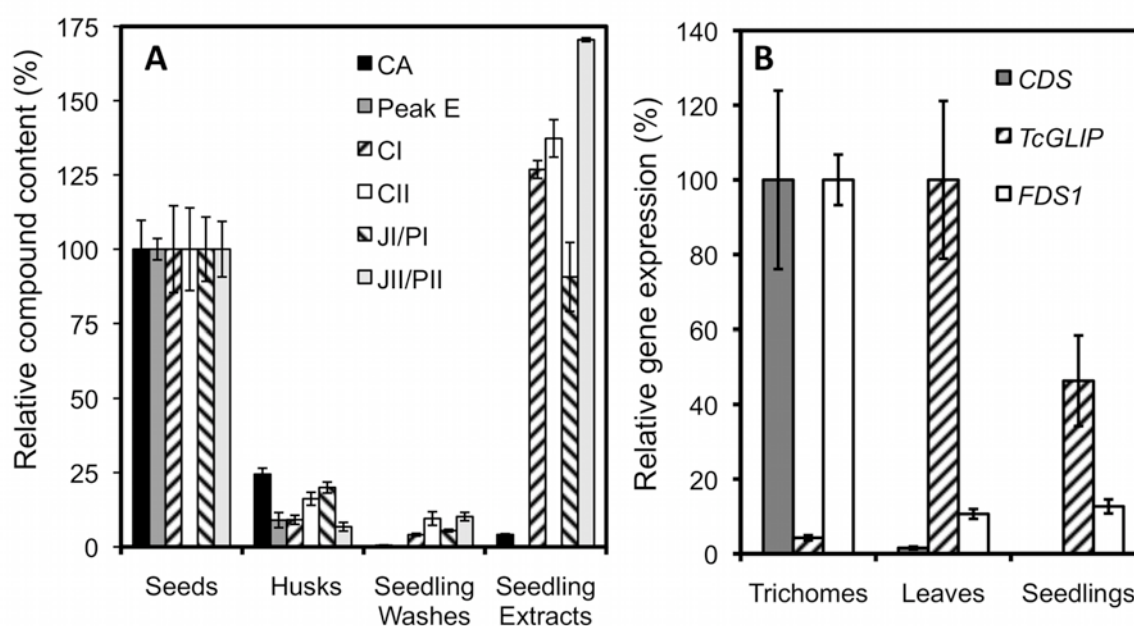 A
Relative compound content (%)
175
150
125
100
75
50
25
0
CA
Peak E
CI
CII
JI/PI
JII/PII
Seeds
Husks
Seedling
Washes
Seedling
Extracts
B
Relative gene expression (%)
140
120
100
80
60
40
20
0
CDS
TcGLIP
FDS1
Trichomes
Leaves
Seedlings